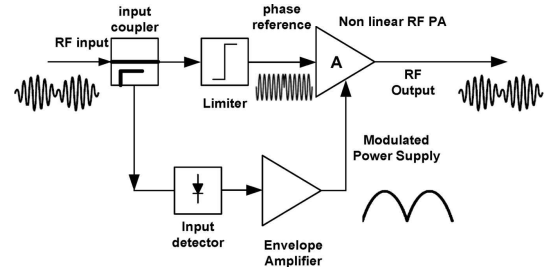 input
coupler
phase
reference
Non linear RF PA
RF input
A
RF
Output
Limiter
Modulated
Power Supply
Input
detector
Envelope
Amplifier